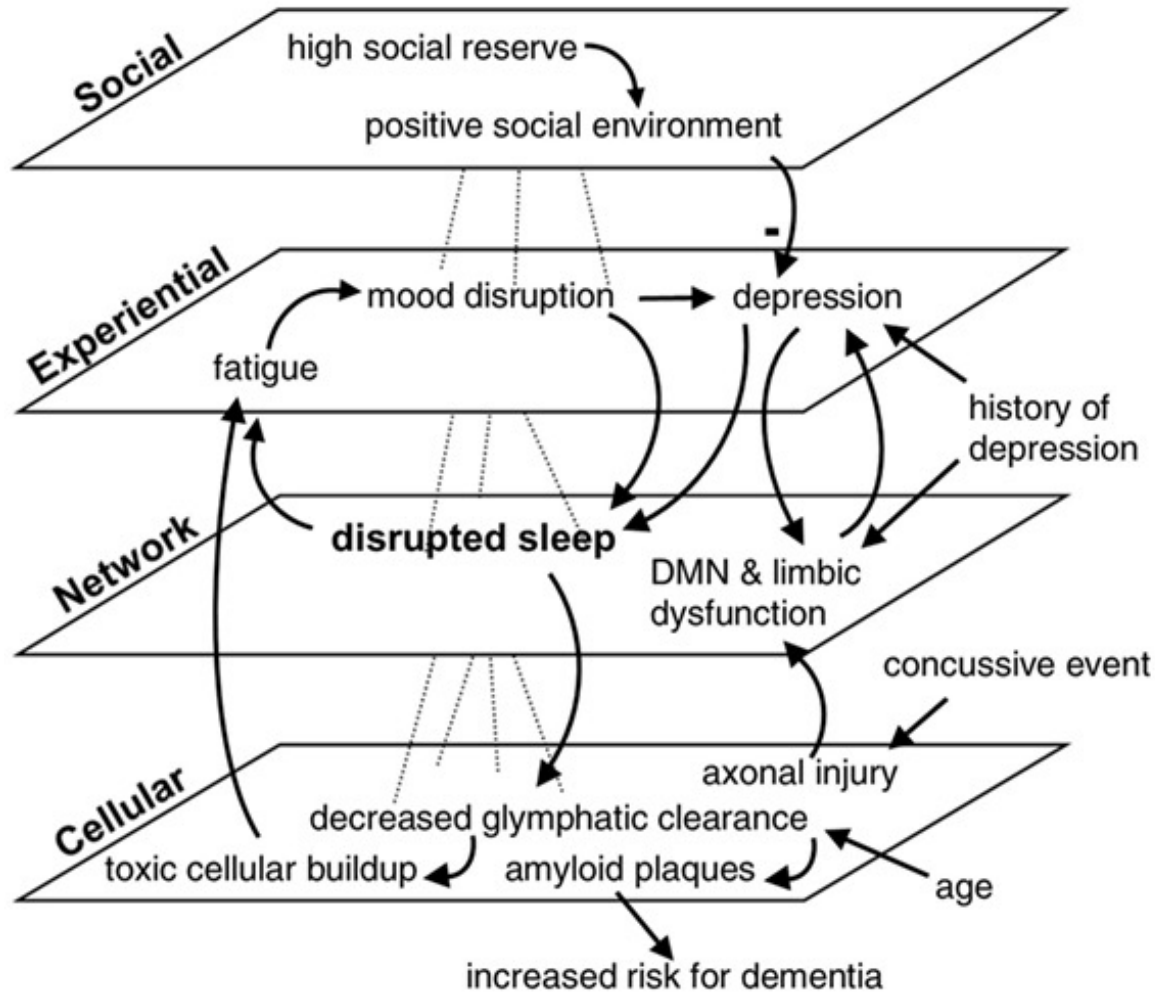 Social
high social reserve
positive social environment
-
Experiential
mood disruption
depression
fatigue
history of
depression
Network
disrupted sleep
DMN & limbic
dysfunction
concussive event
Cellular
axonal injury
decreased glymphatic clearance
toxic cellular buildup
amyloid plaques
age
increased risk for dementia